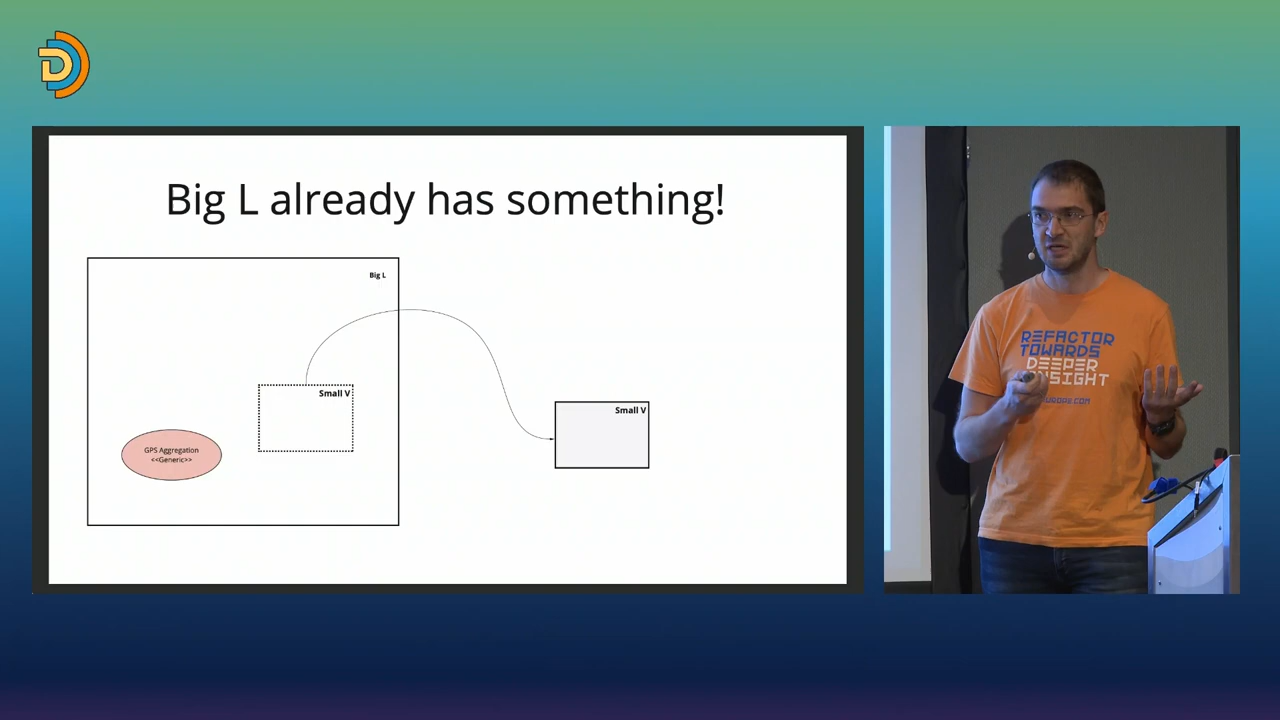 D
Big L already has something!
Big L
Small V
Small V
GPS Aggregation
<<Generic>>
REFACTOR
TOWARDS
DEEPER
INSIGHT